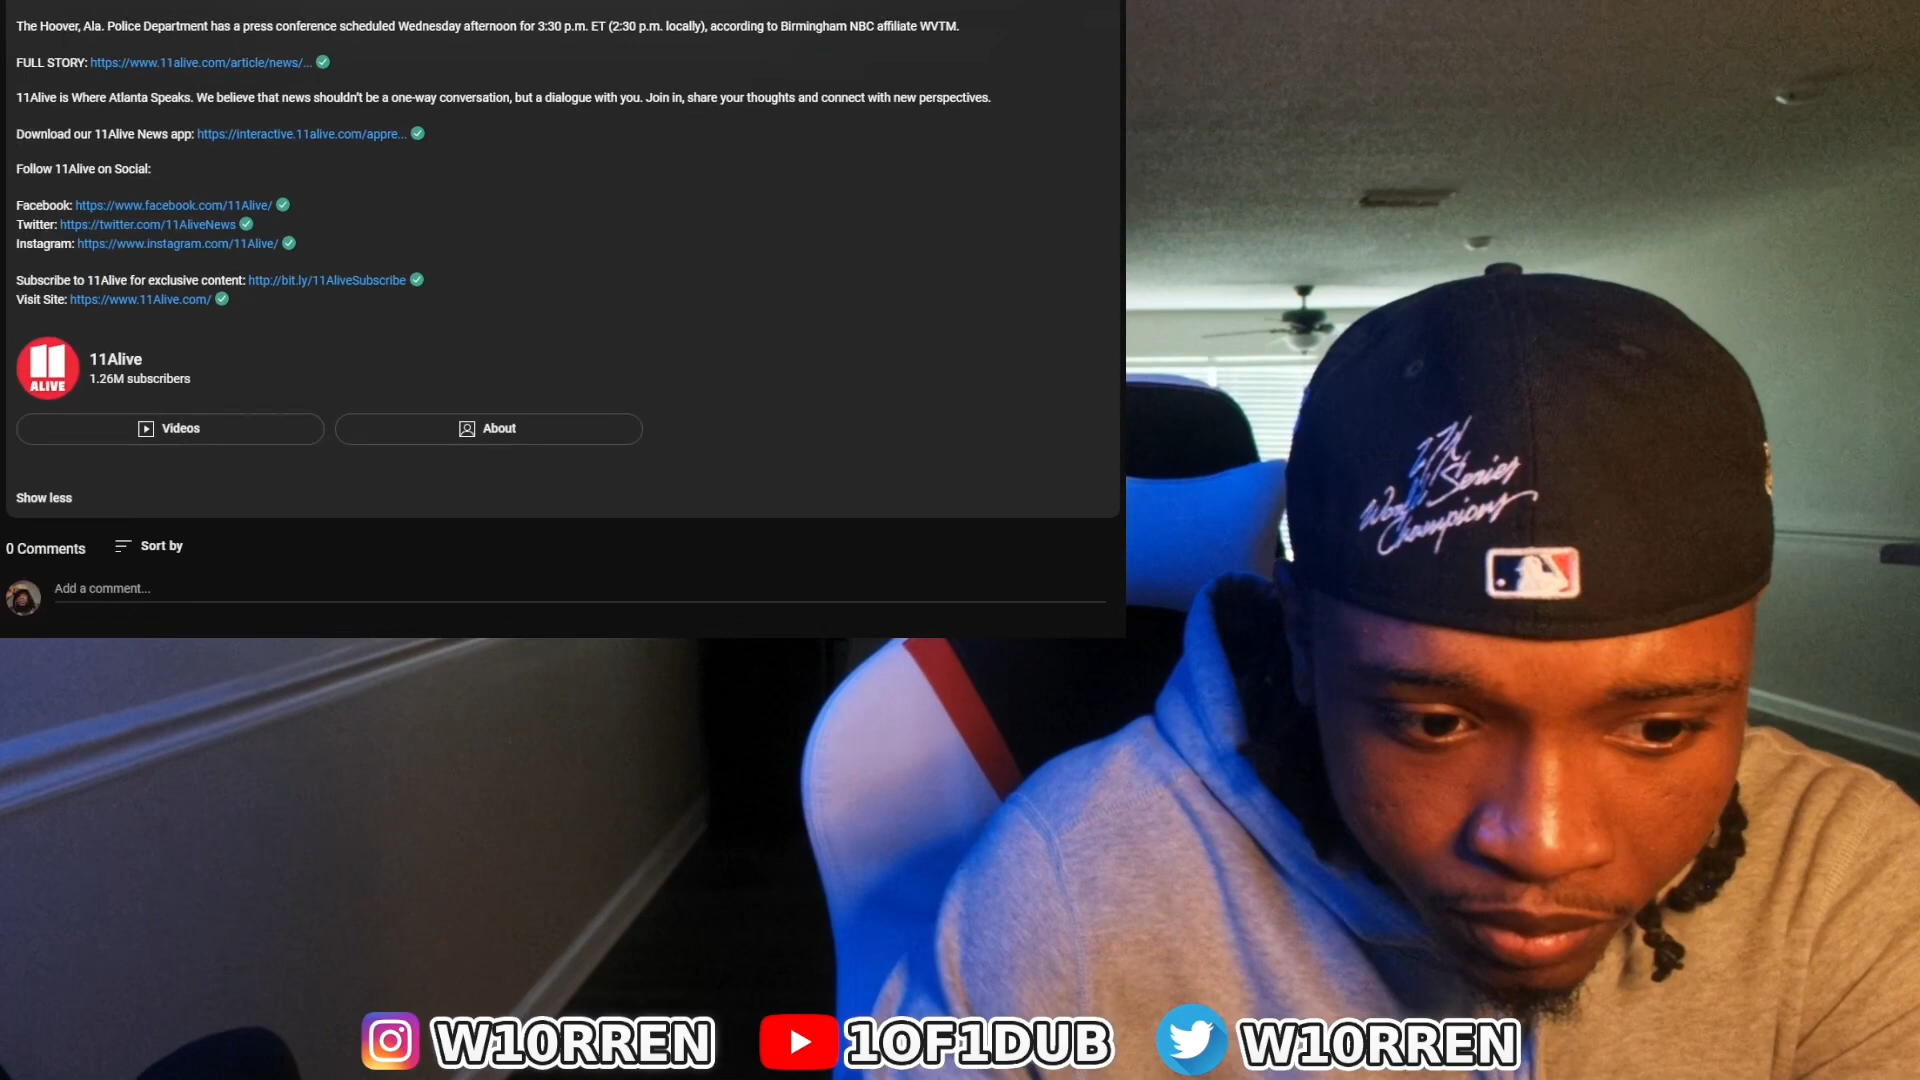 The Hoover, Ala. Police Department has a press conference scheduled Wednesday afternoon for 3:30 p.m. ET (2:30 p.m. locally), according to Birmingham NBC affiliate WVTM.
FULL STORY: https://www.11alive.com/article/news/...
11Alive is Where Atlanta Speaks. We believe that news shouldn't be a one-way conversation, but a dialogue with you. Join in, share your thoughts and connect with new perspectives.
Download our 11Alive News app: https://interactive.11alive.com/appre...
Follow 11Alive on Social:
Facebook: https://www.facebook.com/11Alive/
Twitter: https://twitter.com/11AliveNews
Instagram: https://www.instagram.com/11Alive/
Subscribe to 11Alive for exclusive content: http://bit.ly/11AliveSubscribe
Visit Site: https://www.11Alive.com/
11
ALIVE
11Alive
1.26M subscribers
Videos
About
Show less
0 Comments
Sort by
Add a comment...
27x
World Series
Champions
W10RREN
1OF1DUB
W10RREN